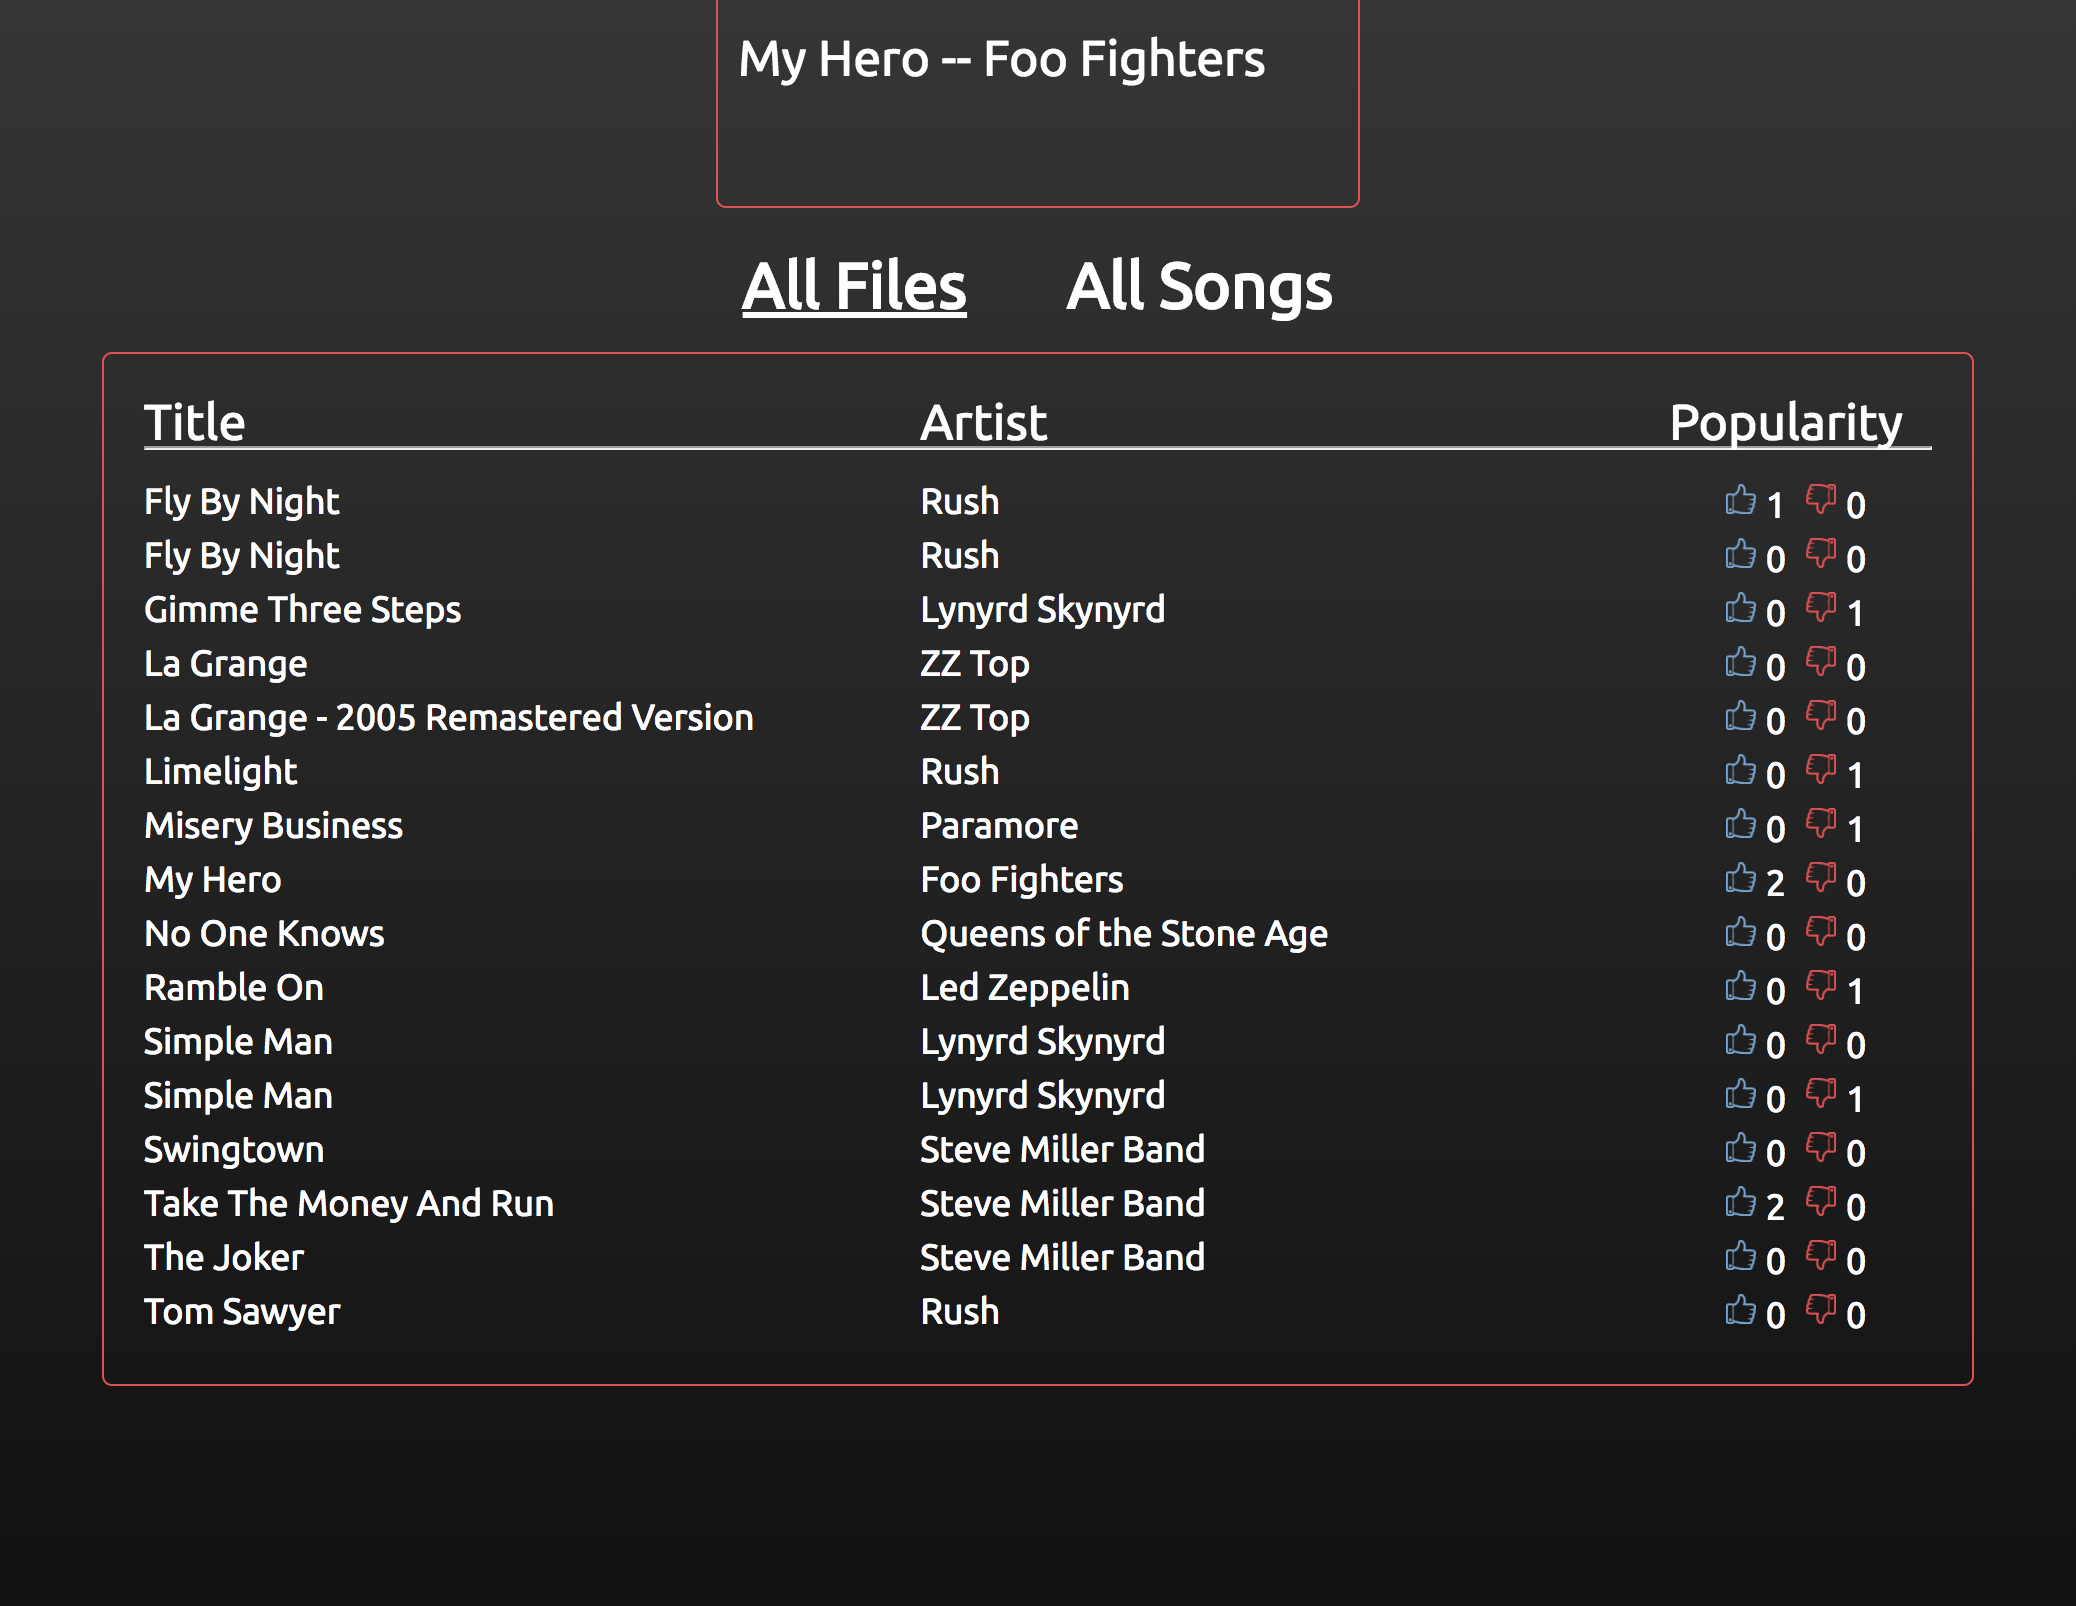 My Hero -- Foo Fighters
All Files All Songs
Title Artist Popularity
Fly By Night Rush 1 0
Fly By Night Rush 0 0
Gimme Three Steps Lynyrd Skynyrd 0 1
La Grange ZZ Top 0 0
La Grange - 2005 Remastered Version ZZ Top 0 0
Limelight Rush 0 1
Misery Business Paramore 0 1
My Hero Foo Fighters 2 0
No One Knows Queens of the Stone Age 0 0
Ramble On Led Zeppelin 0 1
Simple Man Lynyrd Skynyrd 0 0
Simple Man Lynyrd Skynyrd 0 1
Swingtown Steve Miller Band 0 0
Take The Money And Run Steve Miller Band 2 0
The Joker Steve Miller Band 0 0
Tom Sawyer Rush 0 0